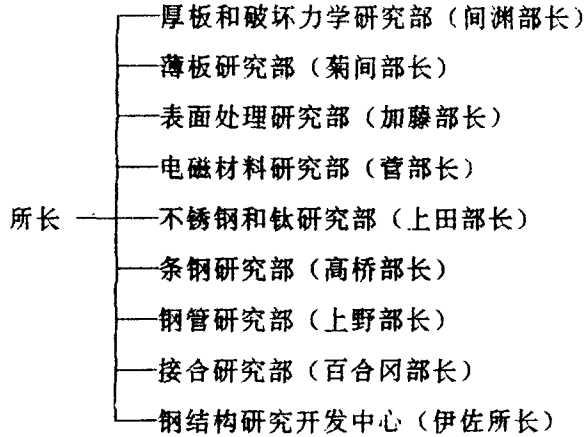 厚板和破坏力学研究部（间渊部长）
薄板研究部（菊间部长）
表面处理研究部（加藤部长）
电磁材料研究部（菅部长）
所长
不锈钢和钛研究部（上田部长）
条钢研究部（高桥部长）
钢管研究部（上野部长）
接合研究部（百合冈部长）
钢结构研究开发中心（伊佐所长）